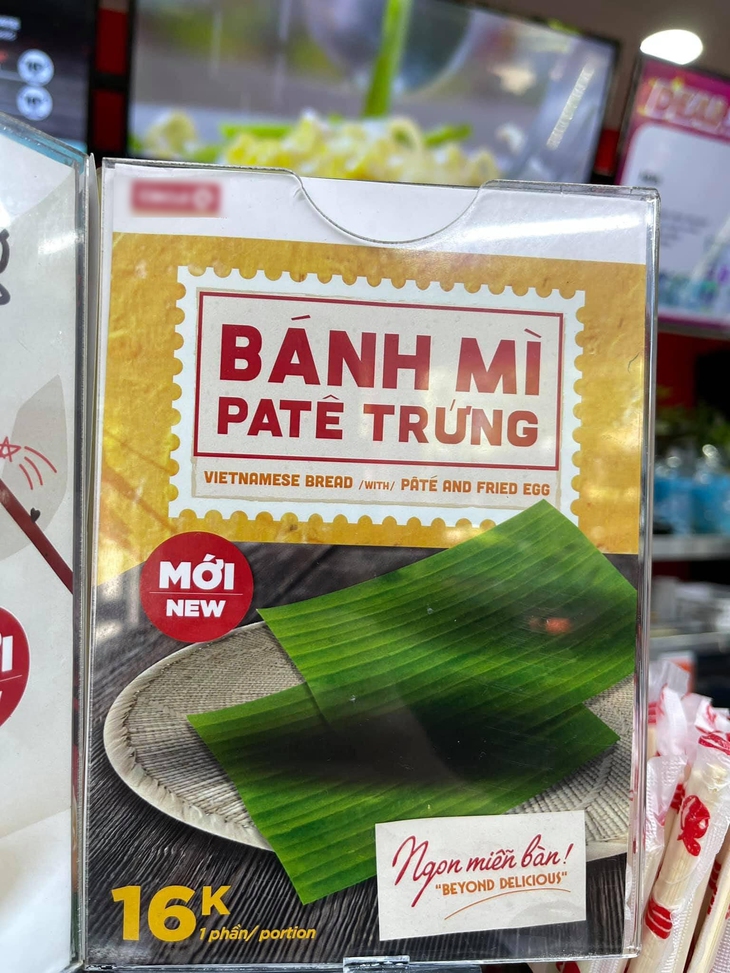 BÁNH MÌ
PATÊ TRỨNG
VIETNAMESE BREAD /WITH/ PÂTÉ AND FRIED EGG
MỚI
NEW
Ngon miễn bàn!
"BEYOND DELICIOUS"
16K
1 phần/ portion